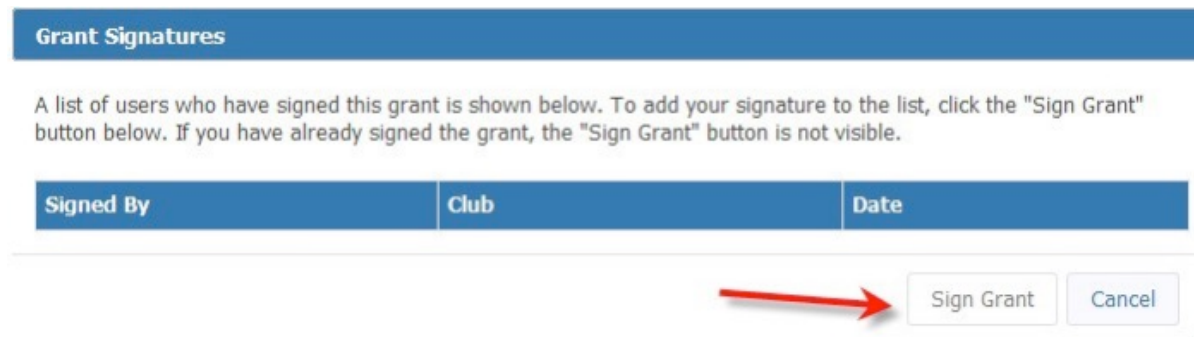 Grant Signatures
A list of users who have signed this grant is shown below. To add your signature to the list, click the "Sign Grant"
button below. If you have already signed the grant, the "Sign Grant" button is not visible.
Signed By Club Date
Sign Grant Cancel